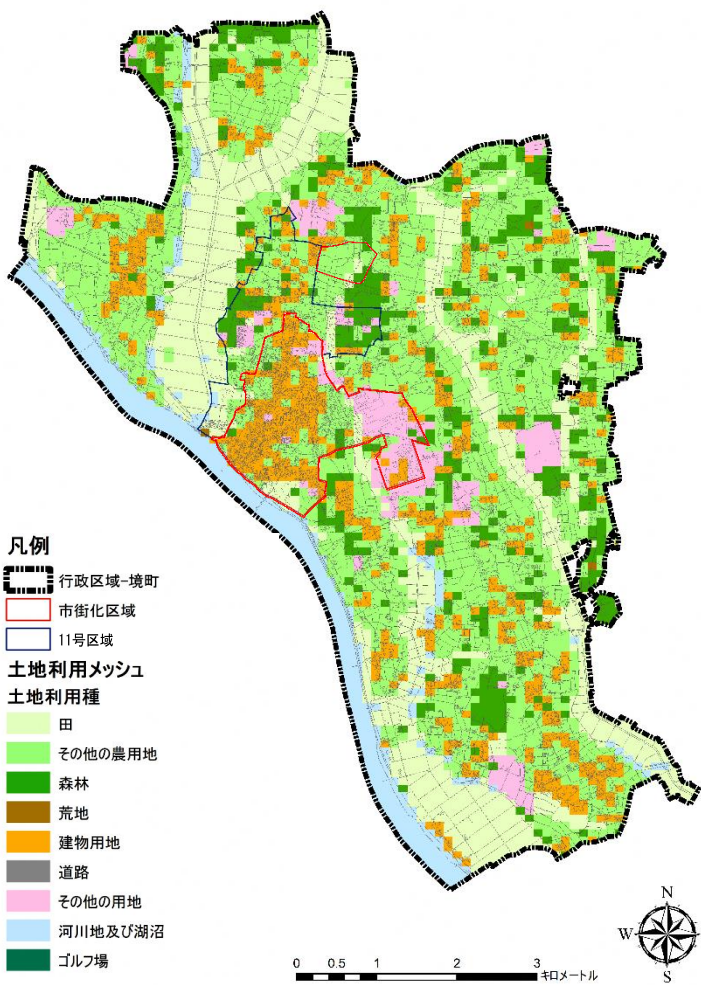 凡例
行政区域-境町
市街化区域
11号区域
土地利用メッシュ
土地利用種
田
その他の農用地
森林
荒地
建物用地
道路
その他の用地
河川地及び湖沼
ゴルフ場
0 0.5 1 2 3
キロメートル
N
W
S